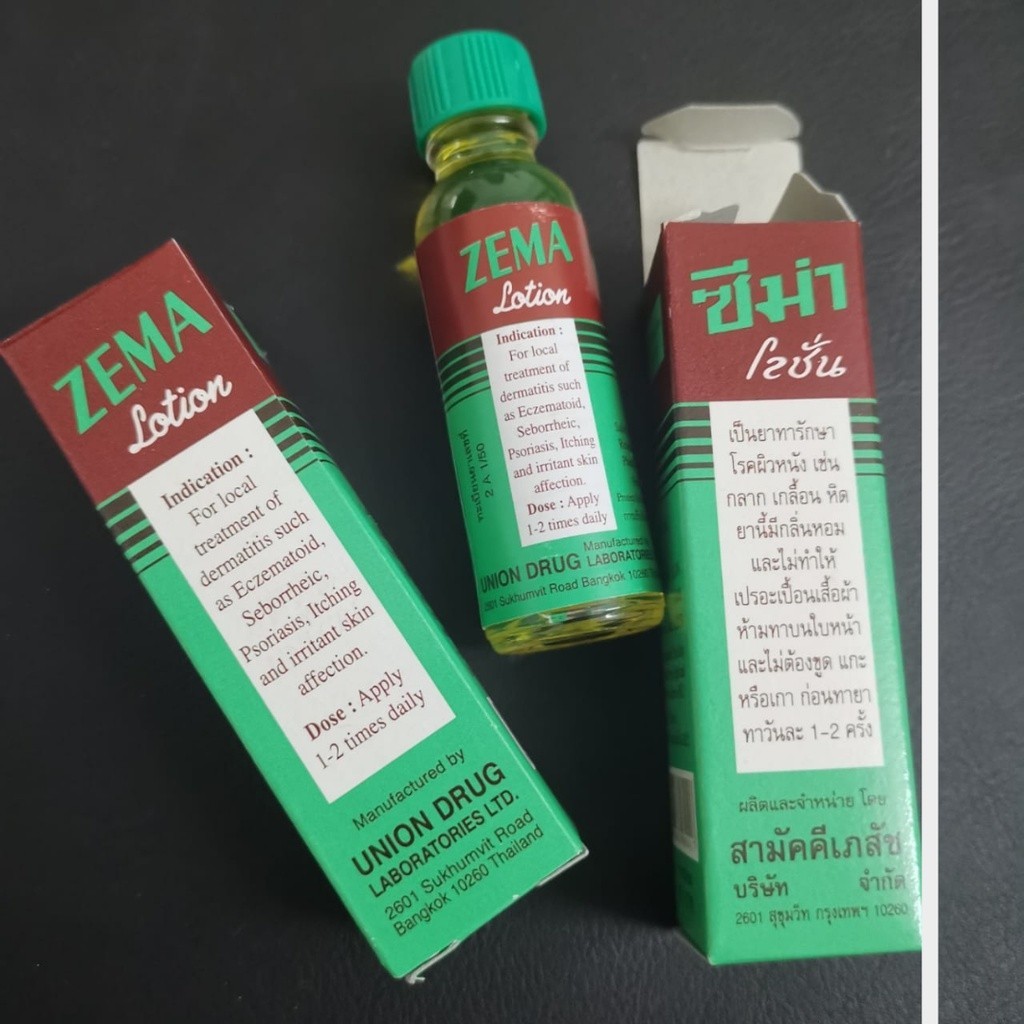 ZEMA
Lotion
Indication :
For local
treatment of
dermatitis such
as Eczematoid,
Seborrheic,
Psoriasis, Itching
and irritant skin
affection.
Dose : Apply
1-2 times daily
Manufactured by
UNION DRUG
LABORATORIES LTD.
2601 Sukhumvit Road
Bangkok 10260 Thailand
ZEMA
Lotion
Indication :
For local
treatment of
dermatitis such
as Eczematoid,
Seborrheic,
Psoriasis, Itching
and irritant skin
affection.
Dose : Apply
1-2 times daily
2 A 1/50
Manufactured by
UNION DRUG LABORATORIES
2601 Sukhumvit Road Bangkok 10260
ซีม่า
โลชั่น
เป็นยาทารักษา
โรคผิวหนัง เช่น
กลาก เกลื้อน หิด
ยานี้มีกลิ่นหอม
และไม่ทำให้
เปรอะเปื้อนเสื้อผ้า
ห้ามทาบนใบหน้า
และไม่ต้องขูด แกะ
หรือเกา ก่อนทายา
ทาวันละ 1-2 ครั้ง
ผลิตและจำหน่าย โดย
สามัคคีเภสัช
บริษัท จำกัด
2601 สุขุมวิท กรุงเทพฯ 10260